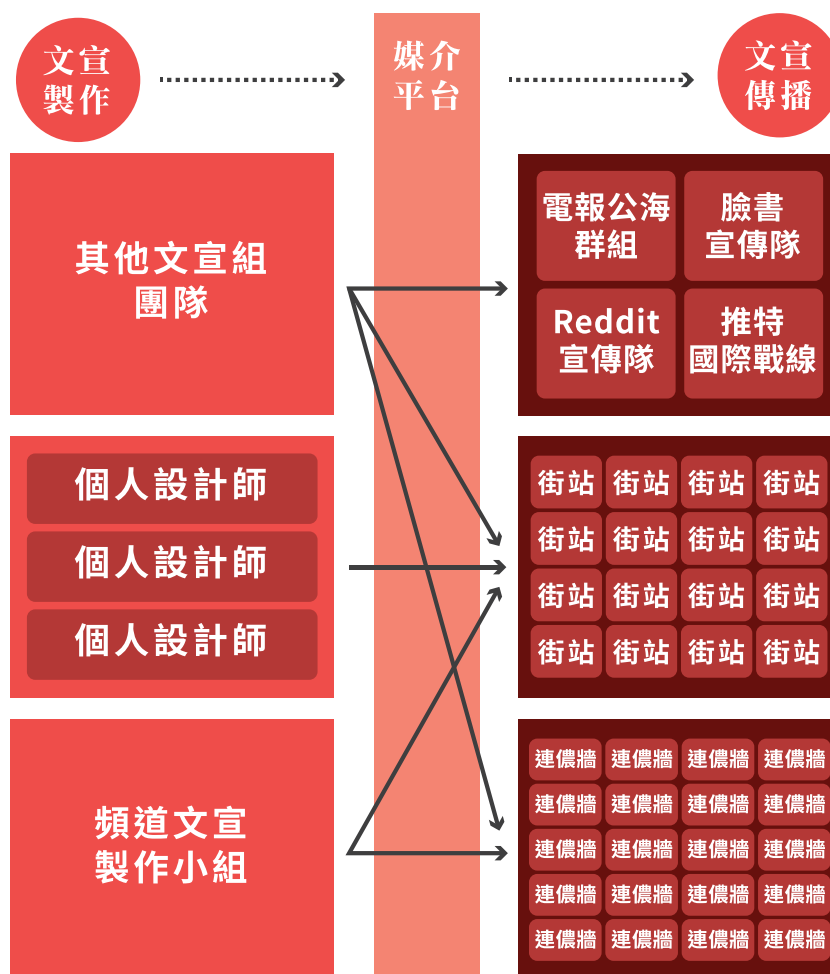 文宣
製作
媒介
平台
文宣
傳播
其他文宣組
團隊
電報公海
群組
臉書
宣傳隊
Reddit
宣傳隊
推特
國際戰線
個人設計師
個人設計師
個人設計師
街站 街站 街站 街站
街站 街站 街站 街站
街站 街站 街站 街站
街站 街站 街站 街站
頻道文宣
製作小組
連儂牆 連儂牆 連儂牆 連儂牆
連儂牆 連儂牆 連儂牆 連儂牆
連儂牆 連儂牆 連儂牆 連儂牆
連儂牆 連儂牆 連儂牆 連儂牆
連儂牆 連儂牆 連儂牆 連儂牆